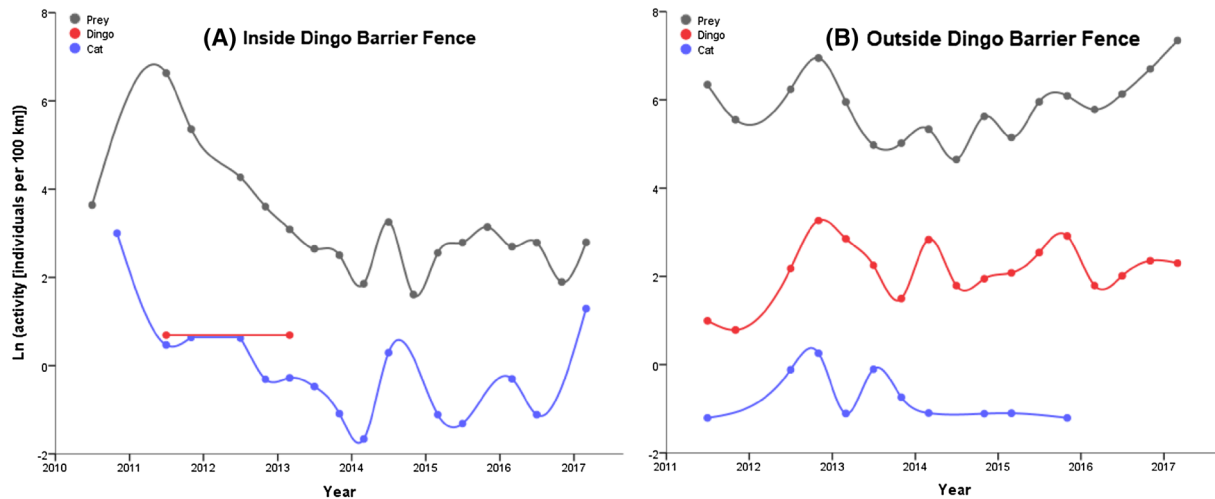 (A) Inside Dingo Barrier Fence
Prey
Dingo
Cat
Ln (activity [individuals per 100 km])
8
6
4
2
0
-2
2010 2011 2012 2013 2014 2015 2016 2017
Year
(B) Outside Dingo Barrier Fence
Prey
Dingo
Cat
8
6
4
2
0
-2
2011 2012 2013 2014 2015 2016 2017
Year